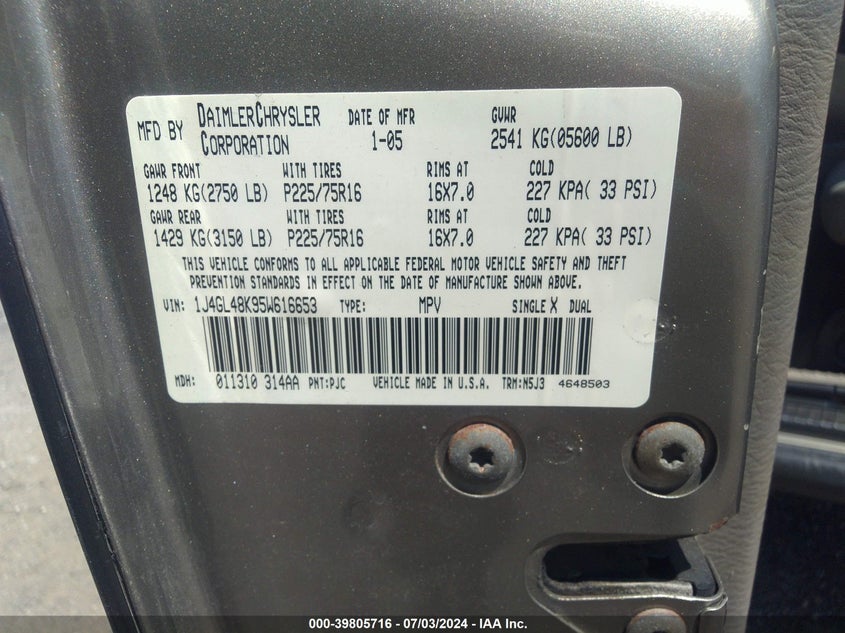 MFD BY DAIMLERCHRYSLER CORPORATION DATE OF MFR 1-05 GVWR 2541 KG(05600 LB)
GAWR FRONT WITH TIRES RIMS AT COLD
1248 KG(2750 LB) P225/75R16 16X7.0 227 KPA( 33 PSI)
GAWR REAR WITH TIRES RIMS AT COLD
1429 KG(3150 LB) P225/75R16 16X7.0 227 KPA( 33 PSI)
THIS VEHICLE CONFORMS TO ALL APPLICABLE FEDERAL MOTOR VEHICLE SAFETY AND THEFT
PREVENTION STANDARDS IN EFFECT ON THE DATE OF MANUFACTURE SHOWN ABOVE.
VIN: 1J4GL48K95W616653 TYPE: MPV SINGLE X DUAL
MDH: 011310 314AA PNT:PJC VEHICLE MADE IN U.S.A. TRM:N5J3 4648503
000-39805716 - 07/03/2024 - IAA Inc.